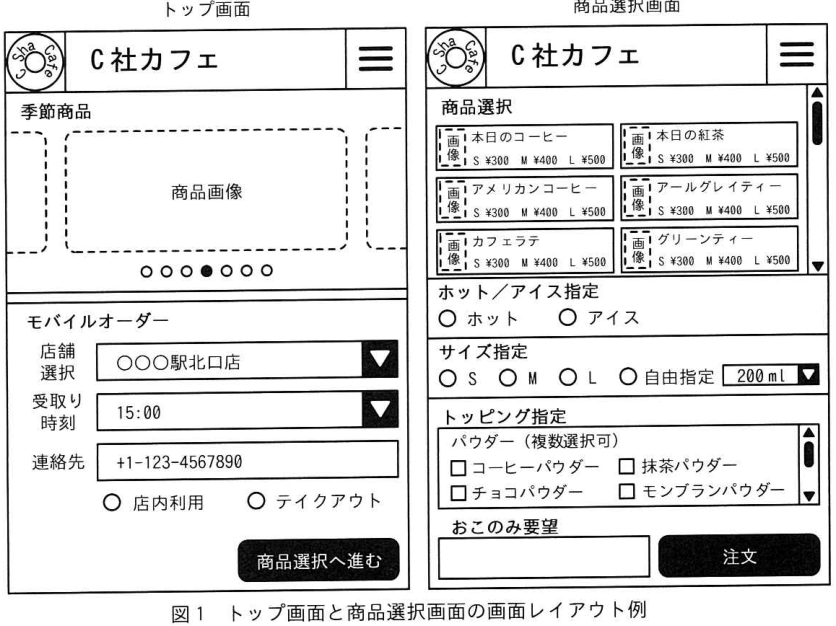 トップ画面
C Sha Cafe
C社カフェ
季節商品
商品画像
モバイルオーダー
店舗選択
○○○駅北口店
受取り時刻
15:00
連絡先
+1-123-4567890
店内利用
テイクアウト
商品選択へ進む
商品選択画面
C Sha Cafe
C社カフェ
商品選択
画像 本日のコーヒー
S ¥300 M ¥400 L ¥500
画像 本日の紅茶
S ¥300 M ¥400 L ¥500
画像 アメリカンコーヒー
S ¥300 M ¥400 L ¥500
画像 アールグレイティー
S ¥300 M ¥400 L ¥500
画像 カフェラテ
S ¥300 M ¥400 L ¥500
画像 グリーンティー
S ¥300 M ¥400 L ¥500
ホット／アイス指定
ホット アイス
サイズ指定
S M L 自由指定 200ml
トッピング指定
パウダー（複数選択可）
コーヒーパウダー 抹茶パウダー
チョコパウダー モンブランパウダー
おこのみ要望
注文
図1 トップ画面と商品選択画面の画面レイアウト例